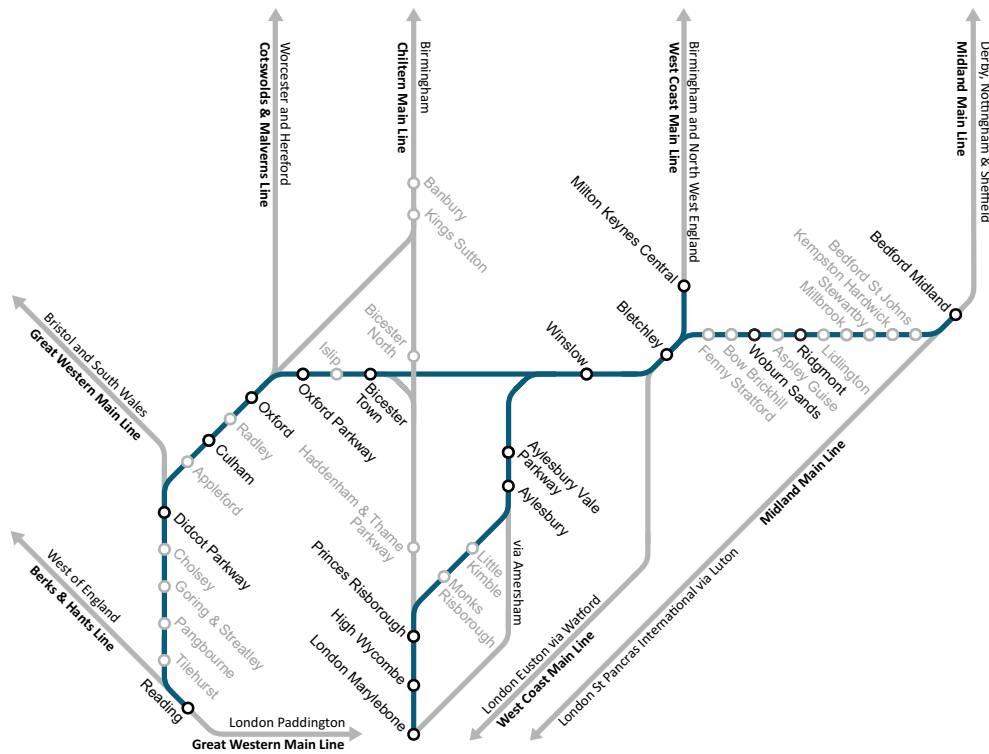 Worcester and Hereford
Cotswolds & Malverns Line
Birmingham
Chiltern Main Line
Birmingham and North West England
West Coast Main Line
Derby, Nottingham & Sheffield
Midland Main Line
Banbury
Kings Sutton
Milton Keynes Central
Bedford St Johns
Kempston Hardwick
Stewartby
Millbrook
Bedford Midland
Bristol and South Wales
Great Western Main Line
Bicester
North
Islip
Bletchley
Winslow
Oxford Parkway
Bicester
Town
Fenny Stratford
Bow Brickhill
Woburn Sands
Aspley Guise
Ridgmont
Lidlington
Oxford
Radley
Culham
Appleford
Haddenham & Thame
Parkway
Aylesbury Vale
Parkway
Aylesbury
Midland Main Line
Didcot Parkway
Cholsey
Goring & Streatley
Pangbourne
Tilehurst
Reading
West of England
Berks & Hants Line
Princes Risborough
High Wycombe
London Marylebone
Little
Kimble
Monks
Risborough
via Amersham
London Euston via Watford
West Coast Main Line
London St Pancras International via Luton
London Paddington
Great Western Main Line